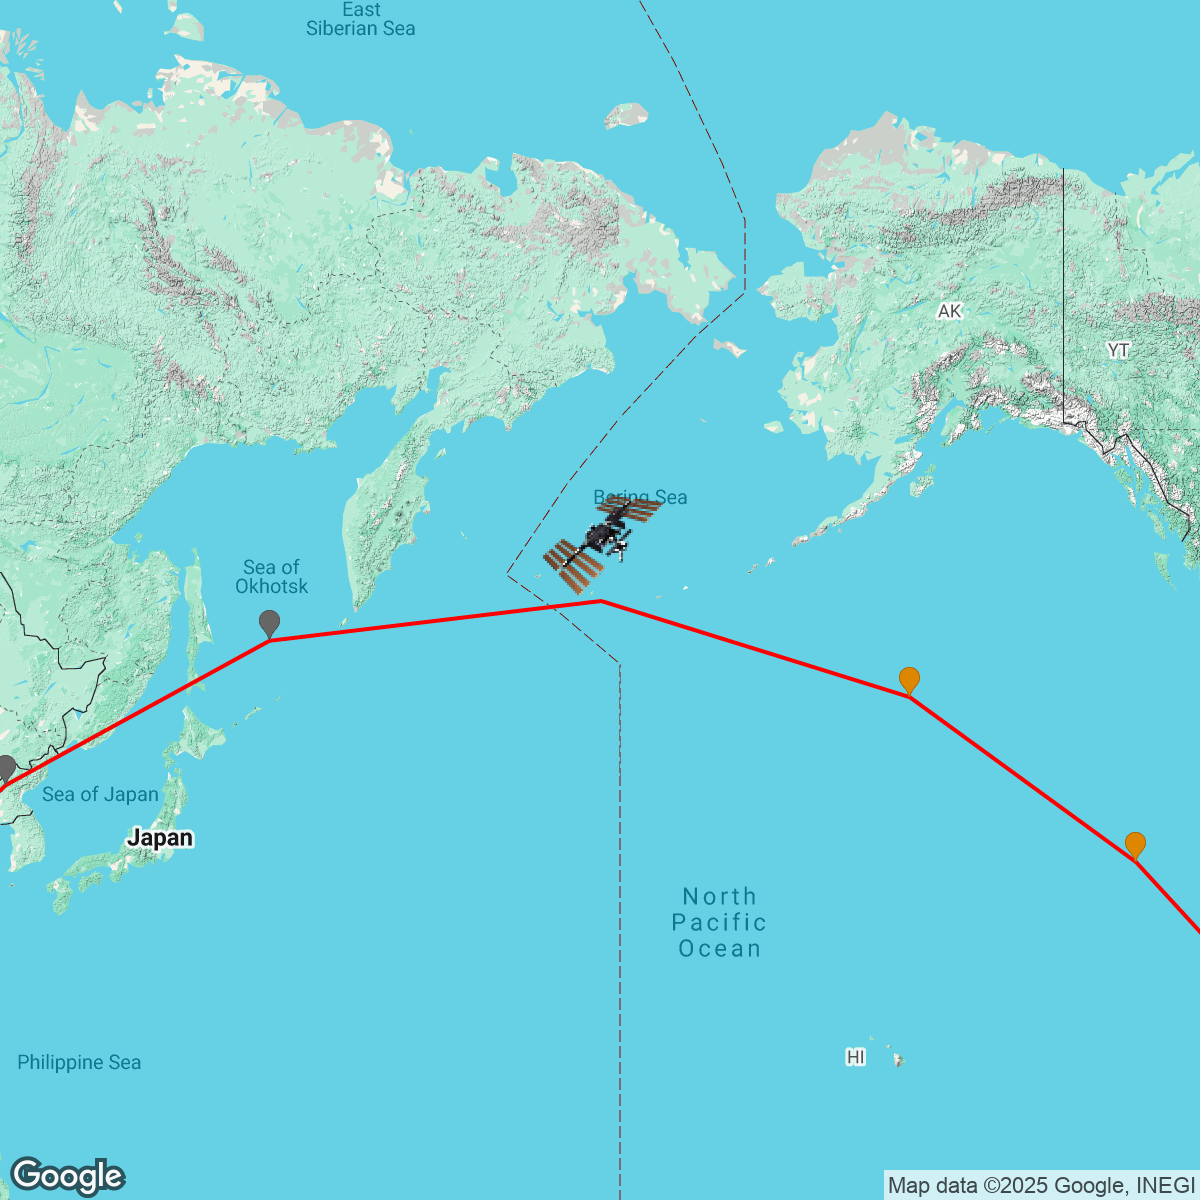 East
Siberian Sea
AK
YT
Bering Sea
Sea of
Okhotsk
Sea of Japan
Japan
North
Pacific
Ocean
HI
Philippine Sea
Google
Map data ©2025 Google, INEGI